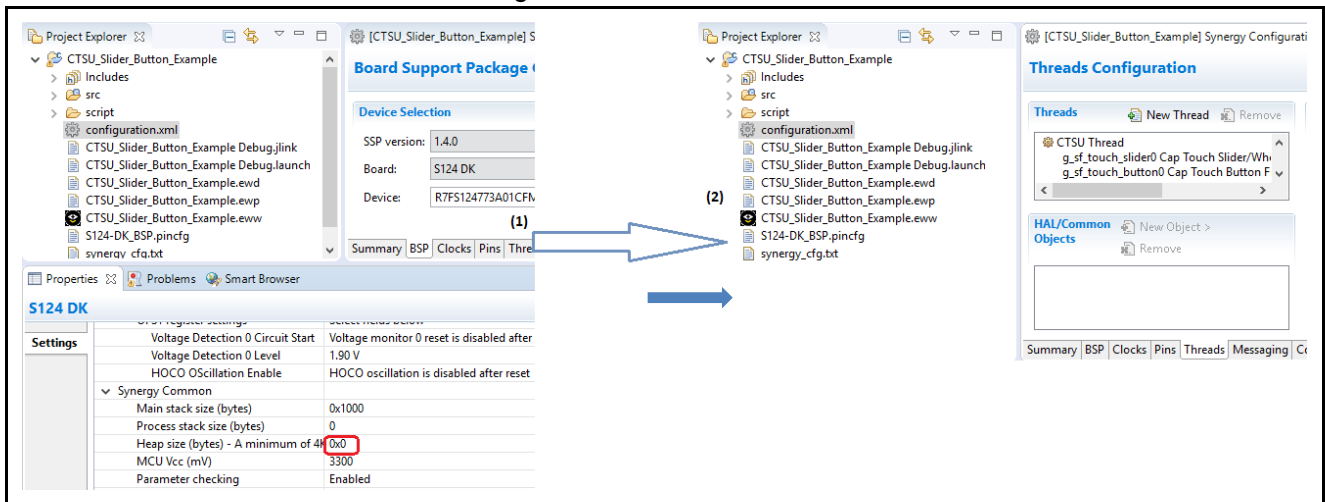 Project Explorer
CTSU_Slider_Button_Example
Includes
src
script
configuration.xml
CTSU_Slider_Button_Example Debug.jlink
CTSU_Slider_Button_Example Debug.launch
CTSU_Slider_Button_Example.ewd
CTSU_Slider_Button_Example.ewp
CTSU_Slider_Button_Example.eww
S124-DK_BSP.pincfg
synergy_cfg.txt
[CTSU_Slider_Button_Example] S
Board Support Package
Device Selection
SSP version: 1.4.0
Board: S124 DK
Device: R7FS124773A01CFM
(1)
Summary BSP Clocks Pins Thre
Properties Problems Smart Browser
S124 DK
Settings
Select fields below
Voltage Detection 0 Circuit Start Voltage monitor 0 reset is disabled after
Voltage Detection 0 Level 1.90 V
HOCO OScillation Enable HOCO oscillation is disabled after reset
Synergy Common
Main stack size (bytes) 0x1000
Process stack size (bytes) 0
Heap size (bytes) - A minimum of 4K 0x0
MCU Vcc (mV) 3300
Parameter checking Enabled
Project Explorer
CTSU_Slider_Button_Example
Includes
src
script
configuration.xml
CTSU_Slider_Button_Example Debug.jlink
CTSU_Slider_Button_Example Debug.launch
CTSU_Slider_Button_Example.ewd
(2) CTSU_Slider_Button_Example.ewp
CTSU_Slider_Button_Example.eww
S124-DK_BSP.pincfg
synergy_cfg.txt
[CTSU_Slider_Button_Example] Synergy Configurati
Threads Configuration
Threads New Thread Remove
CTSU Thread
g_sf_touch_slider0 Cap Touch Slider/Whe
g_sf_touch_button0 Cap Touch Button F
HAL/Common Objects New Object >
Remove
Summary BSP Clocks Pins Threads Messaging Co